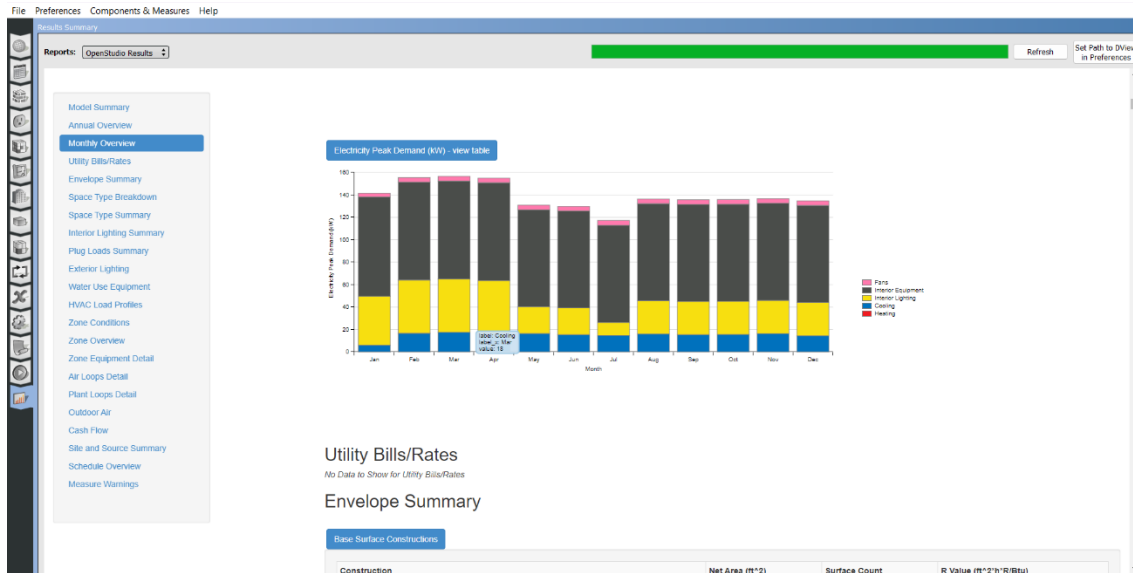 File Preferences Components & Measures Help
Results Summary
Reports: OpenStudio Results
Refresh
Set Path to DView
in Preferences
Model Summary
Annual Overview
Monthly Overview
Utility Bills/Rates
Envelope Summary
Space Type Breakdown
Space Type Summary
Interior Lighting Summary
Plug Loads Summary
Exterior Lighting
Water Use Equipment
HVAC Load Profiles
Zone Conditions
Zone Overview
Zone Equipment Detail
Air Loops Detail
Plant Loops Detail
Outdoor Air
Cash Flow
Site and Source Summary
Schedule Overview
Measure Warnings
Electricity Peak Demand (kW) - view table
160
140
120
100
80
60
40
20
0
Electricity Peak Demand (kW)
Jan Feb Mar Apr May Jun Jul Aug Sep Oct Nov Dec
Month
label: Cooling
label_x: Mar
value: 18
Fans
Interior Equipment
Interior Lighting
Cooling
Heating
Utility Bills/Rates
No Data to Show for Utility Bills/Rates
Envelope Summary
Base Surface Constructions
Construction Net Area (ft^2) Surface Count R Value (ft^2*h*R/Btu)